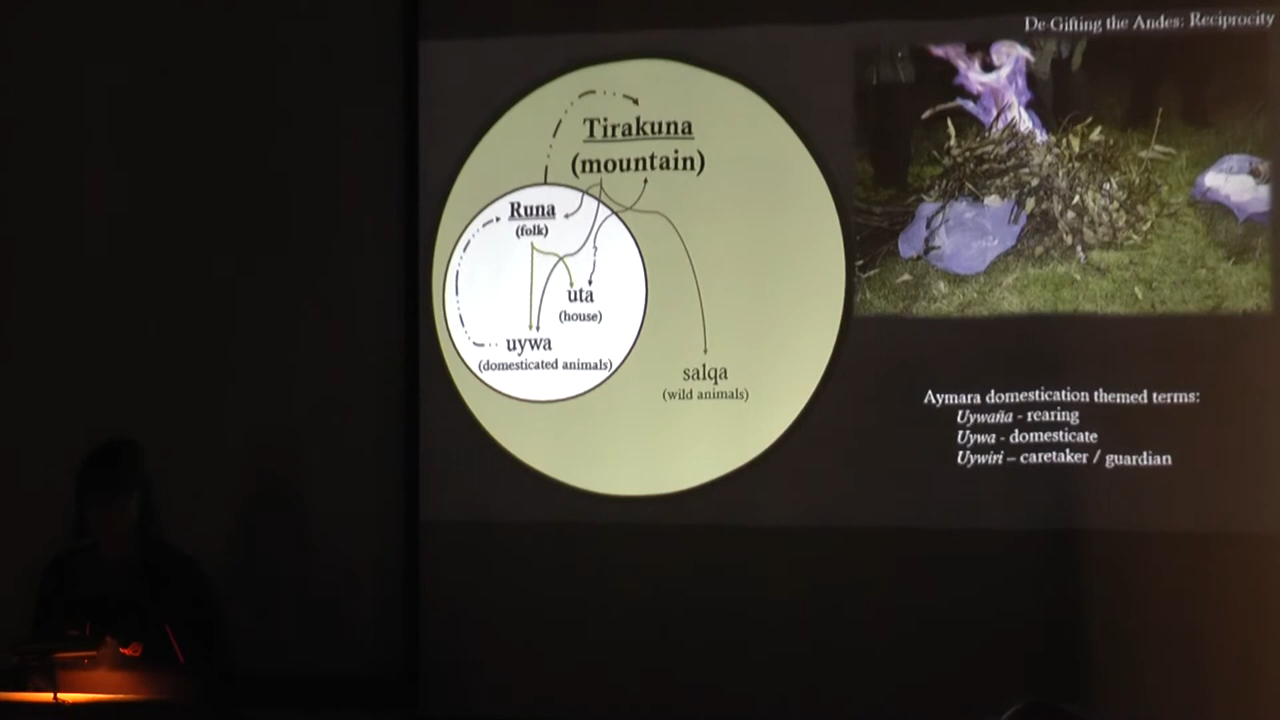 De-Gifting the Andes: Reciprocity
Tirakuna
(mountain)
Runa
(folk)
uta
(house)
uywa
(domesticated animals)
salqa
(wild animals)
Aymara domestication themed terms:
Uywaña - rearing
Uywa - domesticate
Uywiri – caretaker / guardian